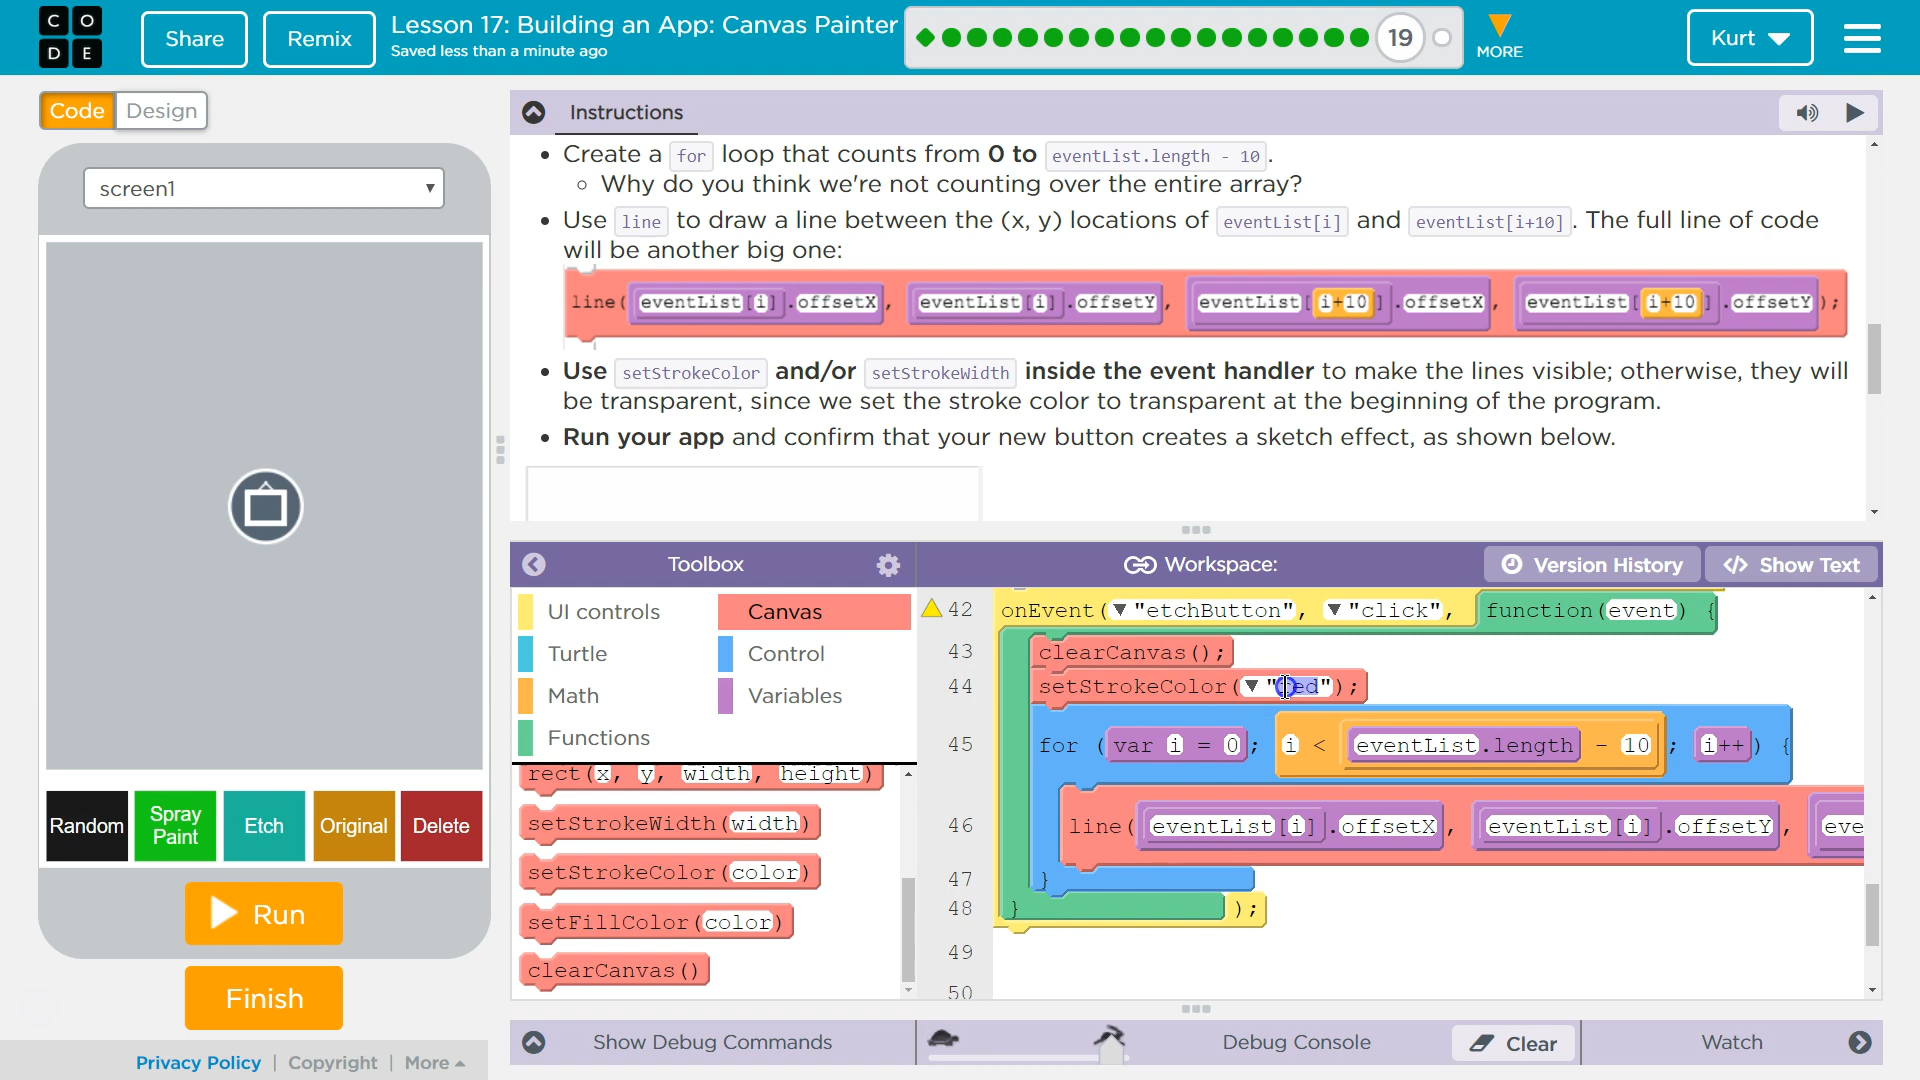 C O D E
Share
Remix
Lesson 17: Building an App: Canvas Painter
Saved less than a minute ago
19
MORE
Kurt
Code
Design
screen1
Random
Spray Paint
Etch
Original
Delete
Run
Finish
Privacy Policy | Copyright | More
Instructions
Create a for loop that counts from 0 to eventList.length - 10.
Why do you think we're not counting over the entire array?
Use line to draw a line between the (x, y) locations of eventList[i] and eventList[i+10]. The full line of code
will be another big one:
line(eventList[i].offsetX, eventList[i].offsetY, eventList[i+10].offsetX, eventList[i+10].offsetY);
Use setStrokeColor and/or setStrokeWidth inside the event handler to make the lines visible; otherwise, they will
be transparent, since we set the stroke color to transparent at the beginning of the program.
Run your app and confirm that your new button creates a sketch effect, as shown below.
Toolbox
Workspace:
Version History
</> Show Text
UI controls
Canvas
Turtle
Control
Math
Variables
Functions
rect(x, y, width, height)
setStrokeWidth(width)
setStrokeColor(color)
setFillColor(color)
clearCanvas()
42 onEvent("etchButton", "click", function(event) {
43 clearCanvas();
44 setStrokeColor("red");
45 for (var i = 0; i < eventList.length - 10; i++) {
46 line(eventList[i].offsetX, eventList[i].offsetY, eve
47 }
48 } );
49
50
Show Debug Commands
Debug Console
Clear
Watch